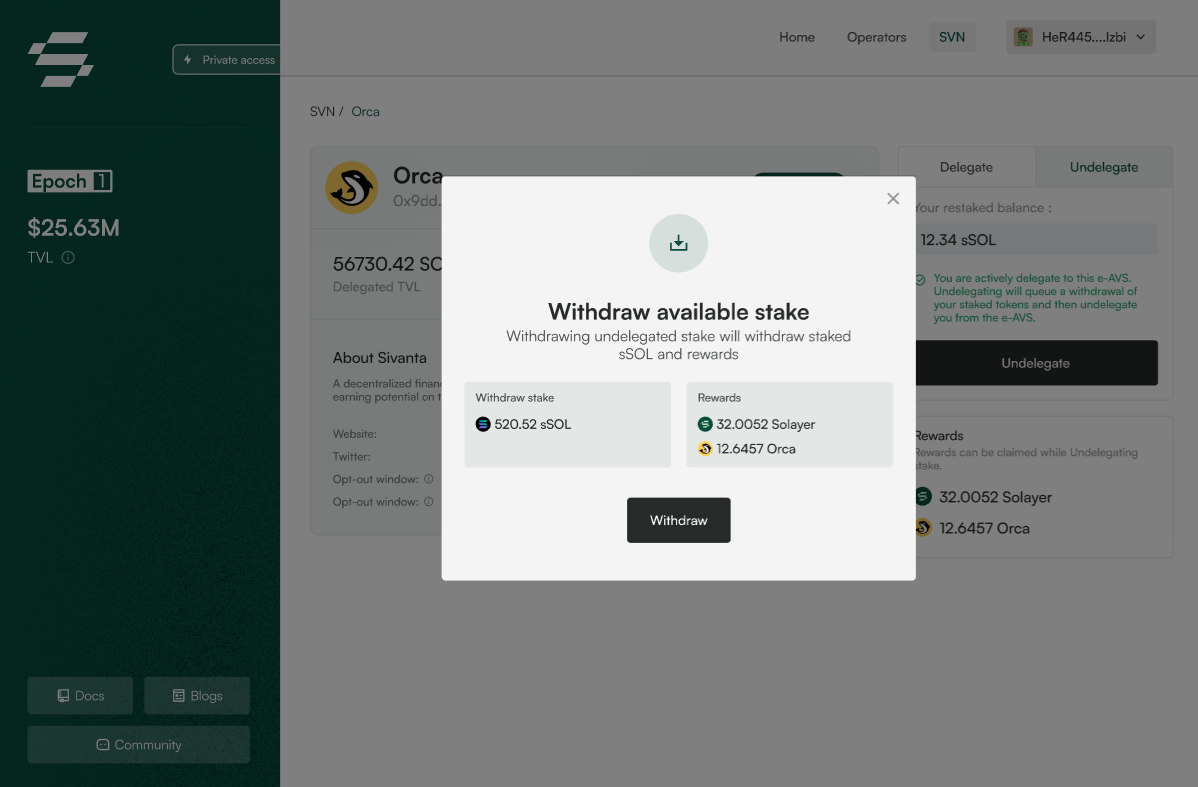 Private access
Home
Operators
SVN
HeR445....lzbi
SVN / Orca
Epoch 1
$25.63M
TVL
Orca
0x9dd.
56730.42 SO
Delegated TVL
About Sivanta
A decentralized finan
earning potential on t
Website:
Twitter:
Opt-out window:
Opt-out window:
Withdraw available stake
Withdrawing undelegated stake will withdraw staked
sSOL and rewards
Withdraw stake
520.52 sSOL
Rewards
32.0052 Solayer
12.6457 Orca
Withdraw
Delegate
Undelegate
Your restaked balance :
12.34 sSOL
You are actively delegate to this e-AVS.
Undelegating will queue a withdrawal of
your staked tokens and then undelegate
you from the e-AVS.
Undelegate
Rewards
Rewards can be claimed while Undelegating
stake.
32.0052 Solayer
12.6457 Orca
Docs
Blogs
Community